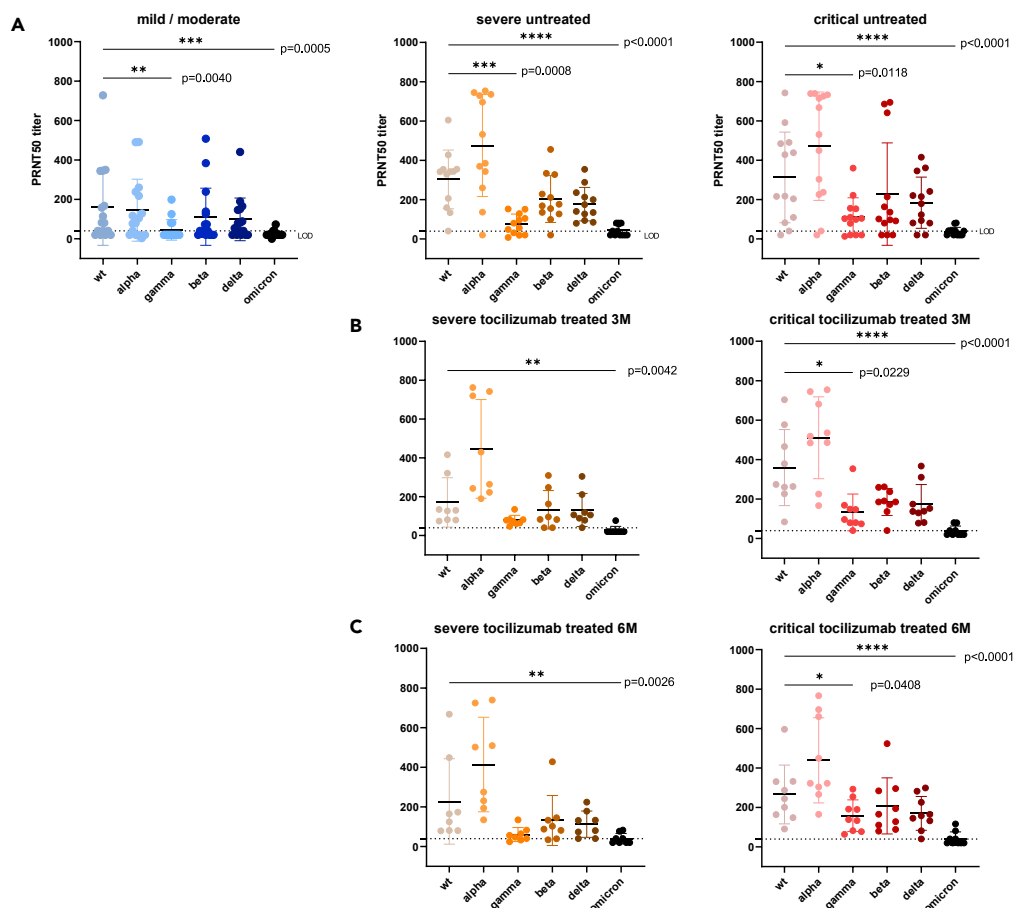 A
mild / moderate
severe untreated
critical untreated
PRNT50 titer
1000
800
600
400
200
0
***
p=0.0005
**
p=0.0040
LOD
wt
alpha
gamma
beta
delta
omicron
PRNT50 titer
1000
800
600
400
200
0
****
p<0.0001
***
p=0.0008
wt
alpha
gamma
beta
delta
omicron
PRNT50 titer
1000
800
600
400
200
0
****
p<0.0001
*
p=0.0118
LOD
wt
alpha
gamma
beta
delta
omicron
B
severe tocilizumab treated 3M
critical tocilizumab treated 3M
1000
800
600
400
200
0
**
p=0.0042
wt
alpha
gamma
beta
delta
omicron
1000
800
600
400
200
0
****
p<0.0001
*
p=0.0229
wt
alpha
gamma
beta
delta
omicron
C
severe tocilizumab treated 6M
critical tocilizumab treated 6M
1000
800
600
400
200
0
**
p=0.0026
wt
alpha
gamma
beta
delta
omicron
1000
800
600
400
200
0
****
p<0.0001
*
p=0.0408
wt
alpha
gamma
beta
delta
omicron